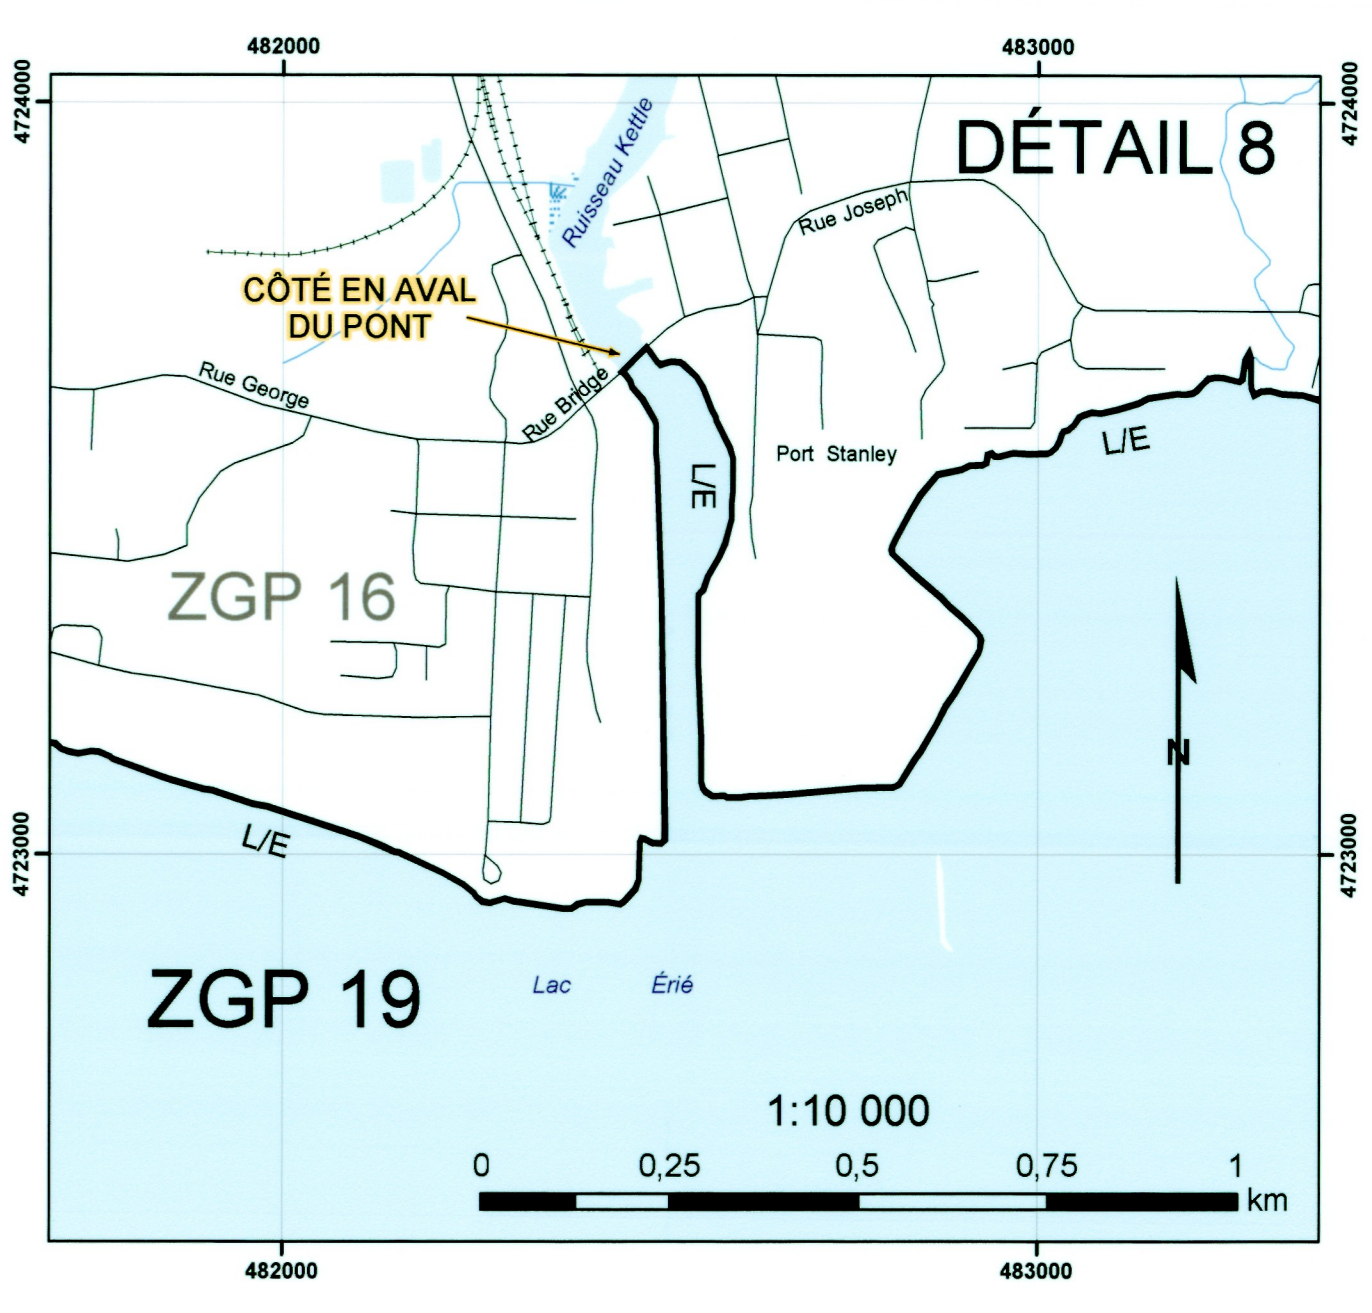 482000
483000
4724000
4724000
DÉTAIL 8
Ruisseau Kettle
Rue Joseph
CÔTÉ EN AVAL
DU PONT
Rue George
Rue Bridge
L/E
Port Stanley
L/E
ZGP 16
N
L/E
4723000
4723000
ZGP 19
Lac Érié
1:10 000
0 0,25 0,5 0,75 1
km
482000
483000